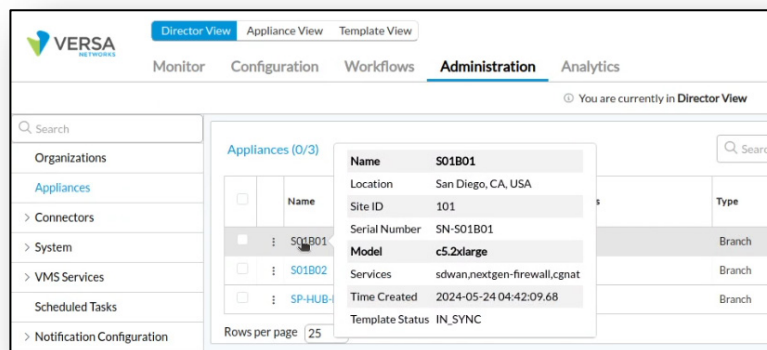 VERSA
NETWORKS
Director View Appliance View Template View
Monitor Configuration Workflows Administration Analytics
You are currently in Director View
Search
Organizations
Appliances
Connectors
System
VMS Services
Scheduled Tasks
Notification Configuration
Appliances (0/3)
Name Type
S01B01 Branch
S01B02 Branch
SP-HUB- Branch
Rows per page 25
Name S01B01
Location San Diego, CA, USA
Site ID 101
Serial Number SN-S01B01
Model c5.2xlarge
Services sdwan,nextgen-firewall,cgnat
Time Created 2024-05-24 04:42:09.68
Template Status IN_SYNC